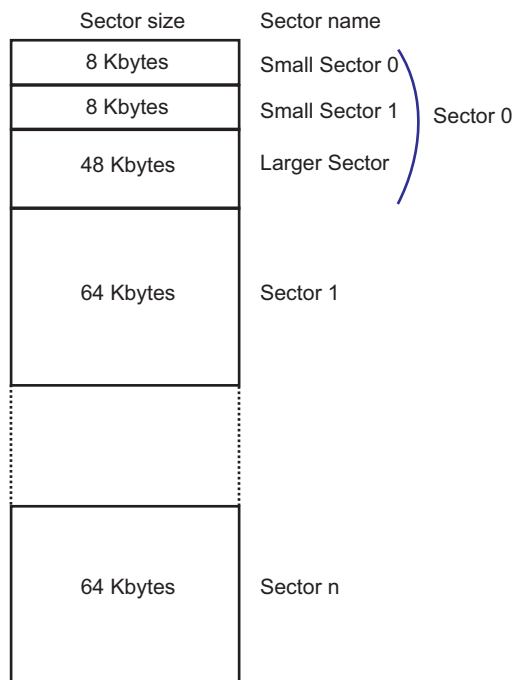 Sector size Sector name
8 Kbytes Small Sector 0
8 Kbytes Small Sector 1 Sector 0
48 Kbytes Larger Sector
64 Kbytes Sector 1
64 Kbytes Sector n